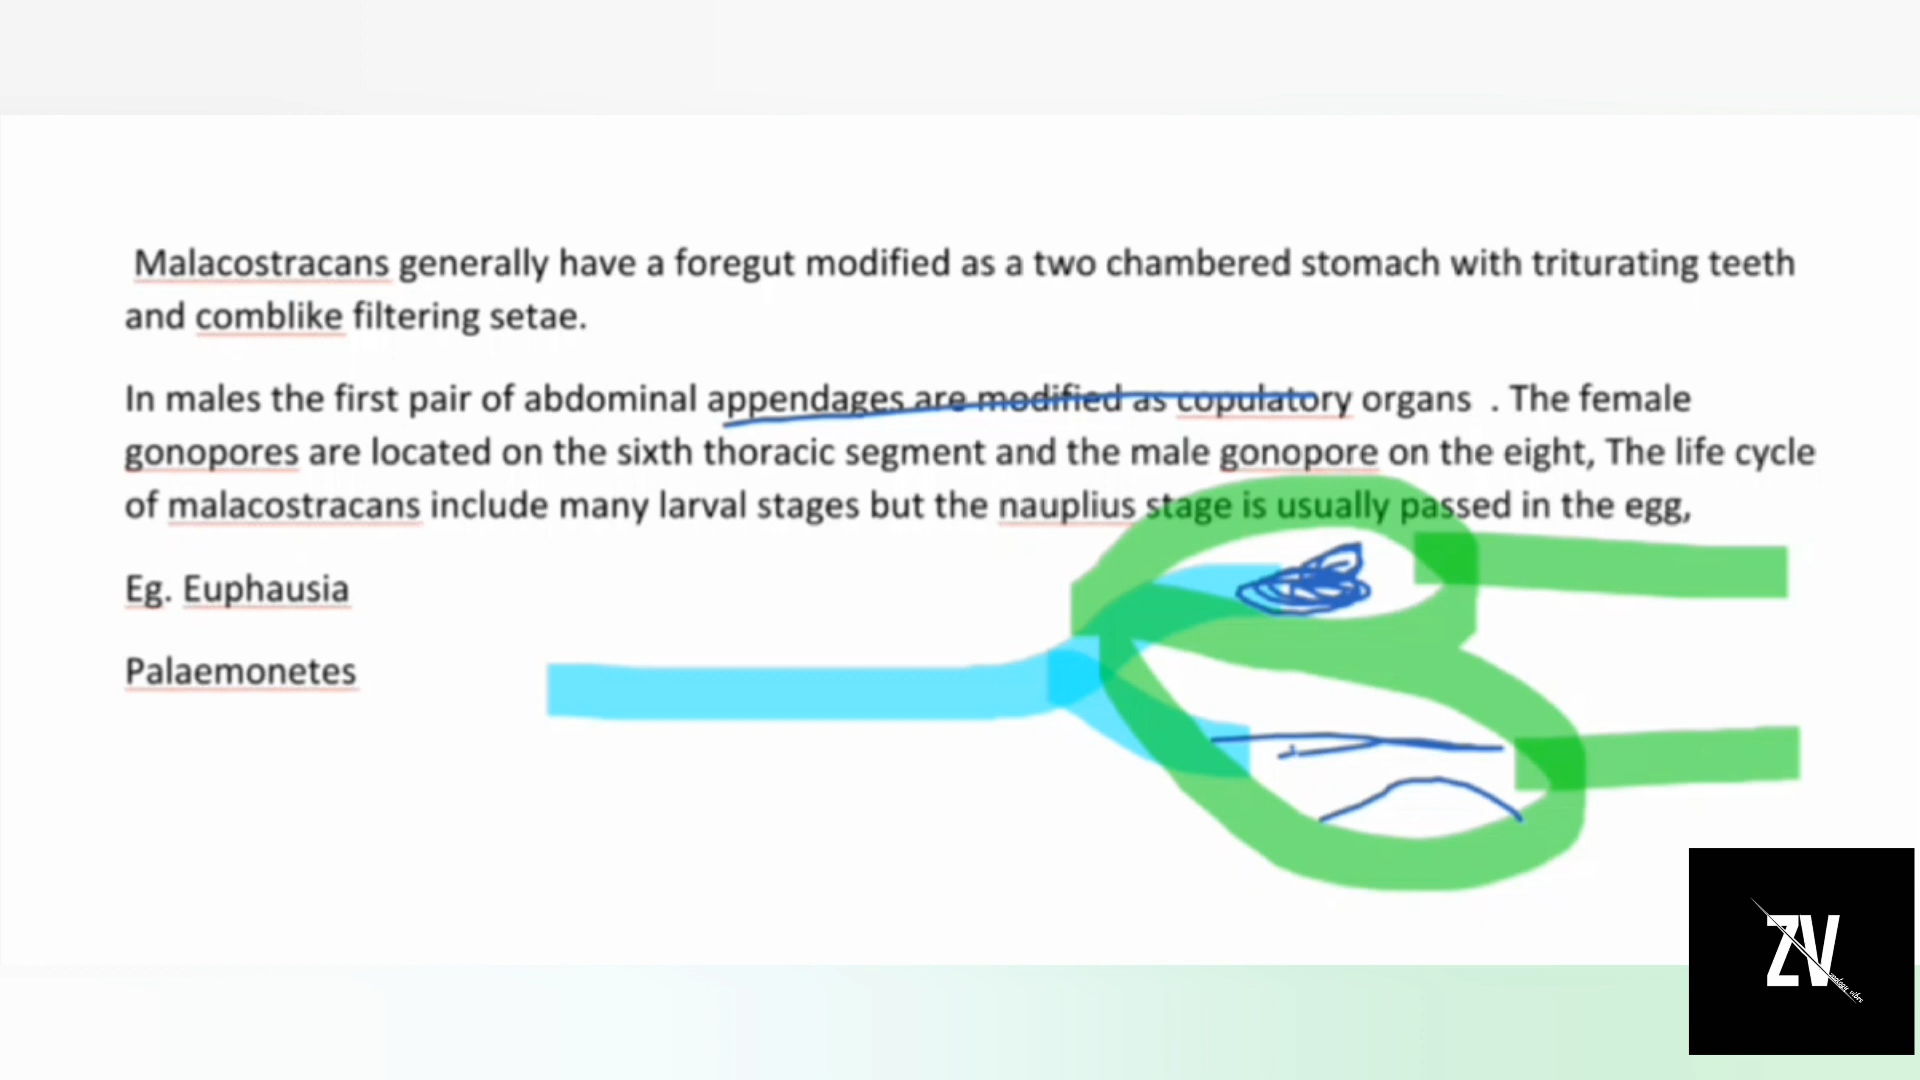 Malacostracans generally have a foregut modified as a two chambered stomach with triturating teeth
and comblike filtering setae.
In males the first pair of abdominal appendages are modified as copulatory organs . The female
gonopores are located on the sixth thoracic segment and the male gonopore on the eight, The life cycle
of malacostracans include many larval stages but the nauplius stage is usually passed in the egg,
Eg. Euphausia
Palaemonetes
ZV